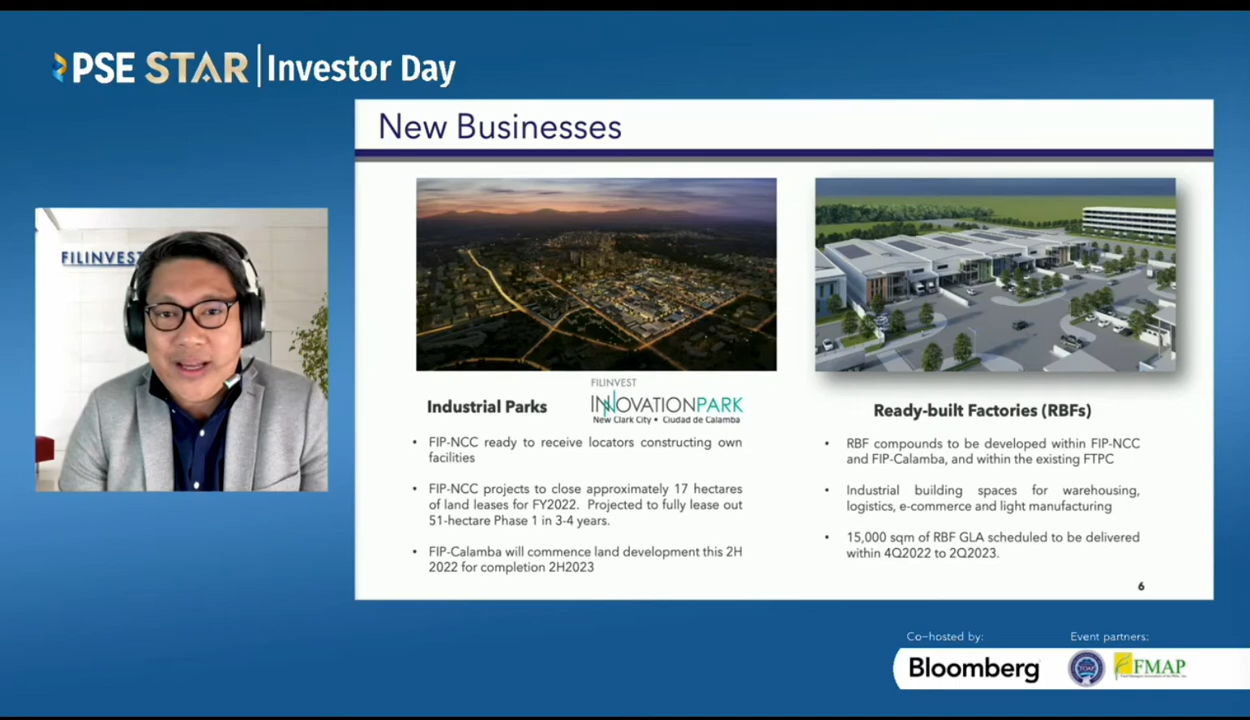 PSE STAR | Investor Day
New Businesses
FILINVEST
FILINVEST
INNOVATIONPARK
New Clark City • Ciudad de Calamba
Industrial Parks
• FIP-NCC ready to receive locators constructing own
facilities
• FIP-NCC projects to close approximately 17 hectares
of land leases for FY2022. Projected to fully lease out
51-hectare Phase 1 in 3-4 years.
• FIP-Calamba will commence land development this 2H
2022 for completion 2H2023
Ready-built Factories (RBFs)
• RBF compounds to be developed within FIP-NCC
and FIP-Calamba, and within the existing FTPC
• Industrial building spaces for warehousing,
logistics, e-commerce and light manufacturing
• 15,000 sqm of RBF GLA scheduled to be delivered
within 4Q2022 to 2Q2023.
6
Co-hosted by:
Bloomberg
Event partners:
FMAP